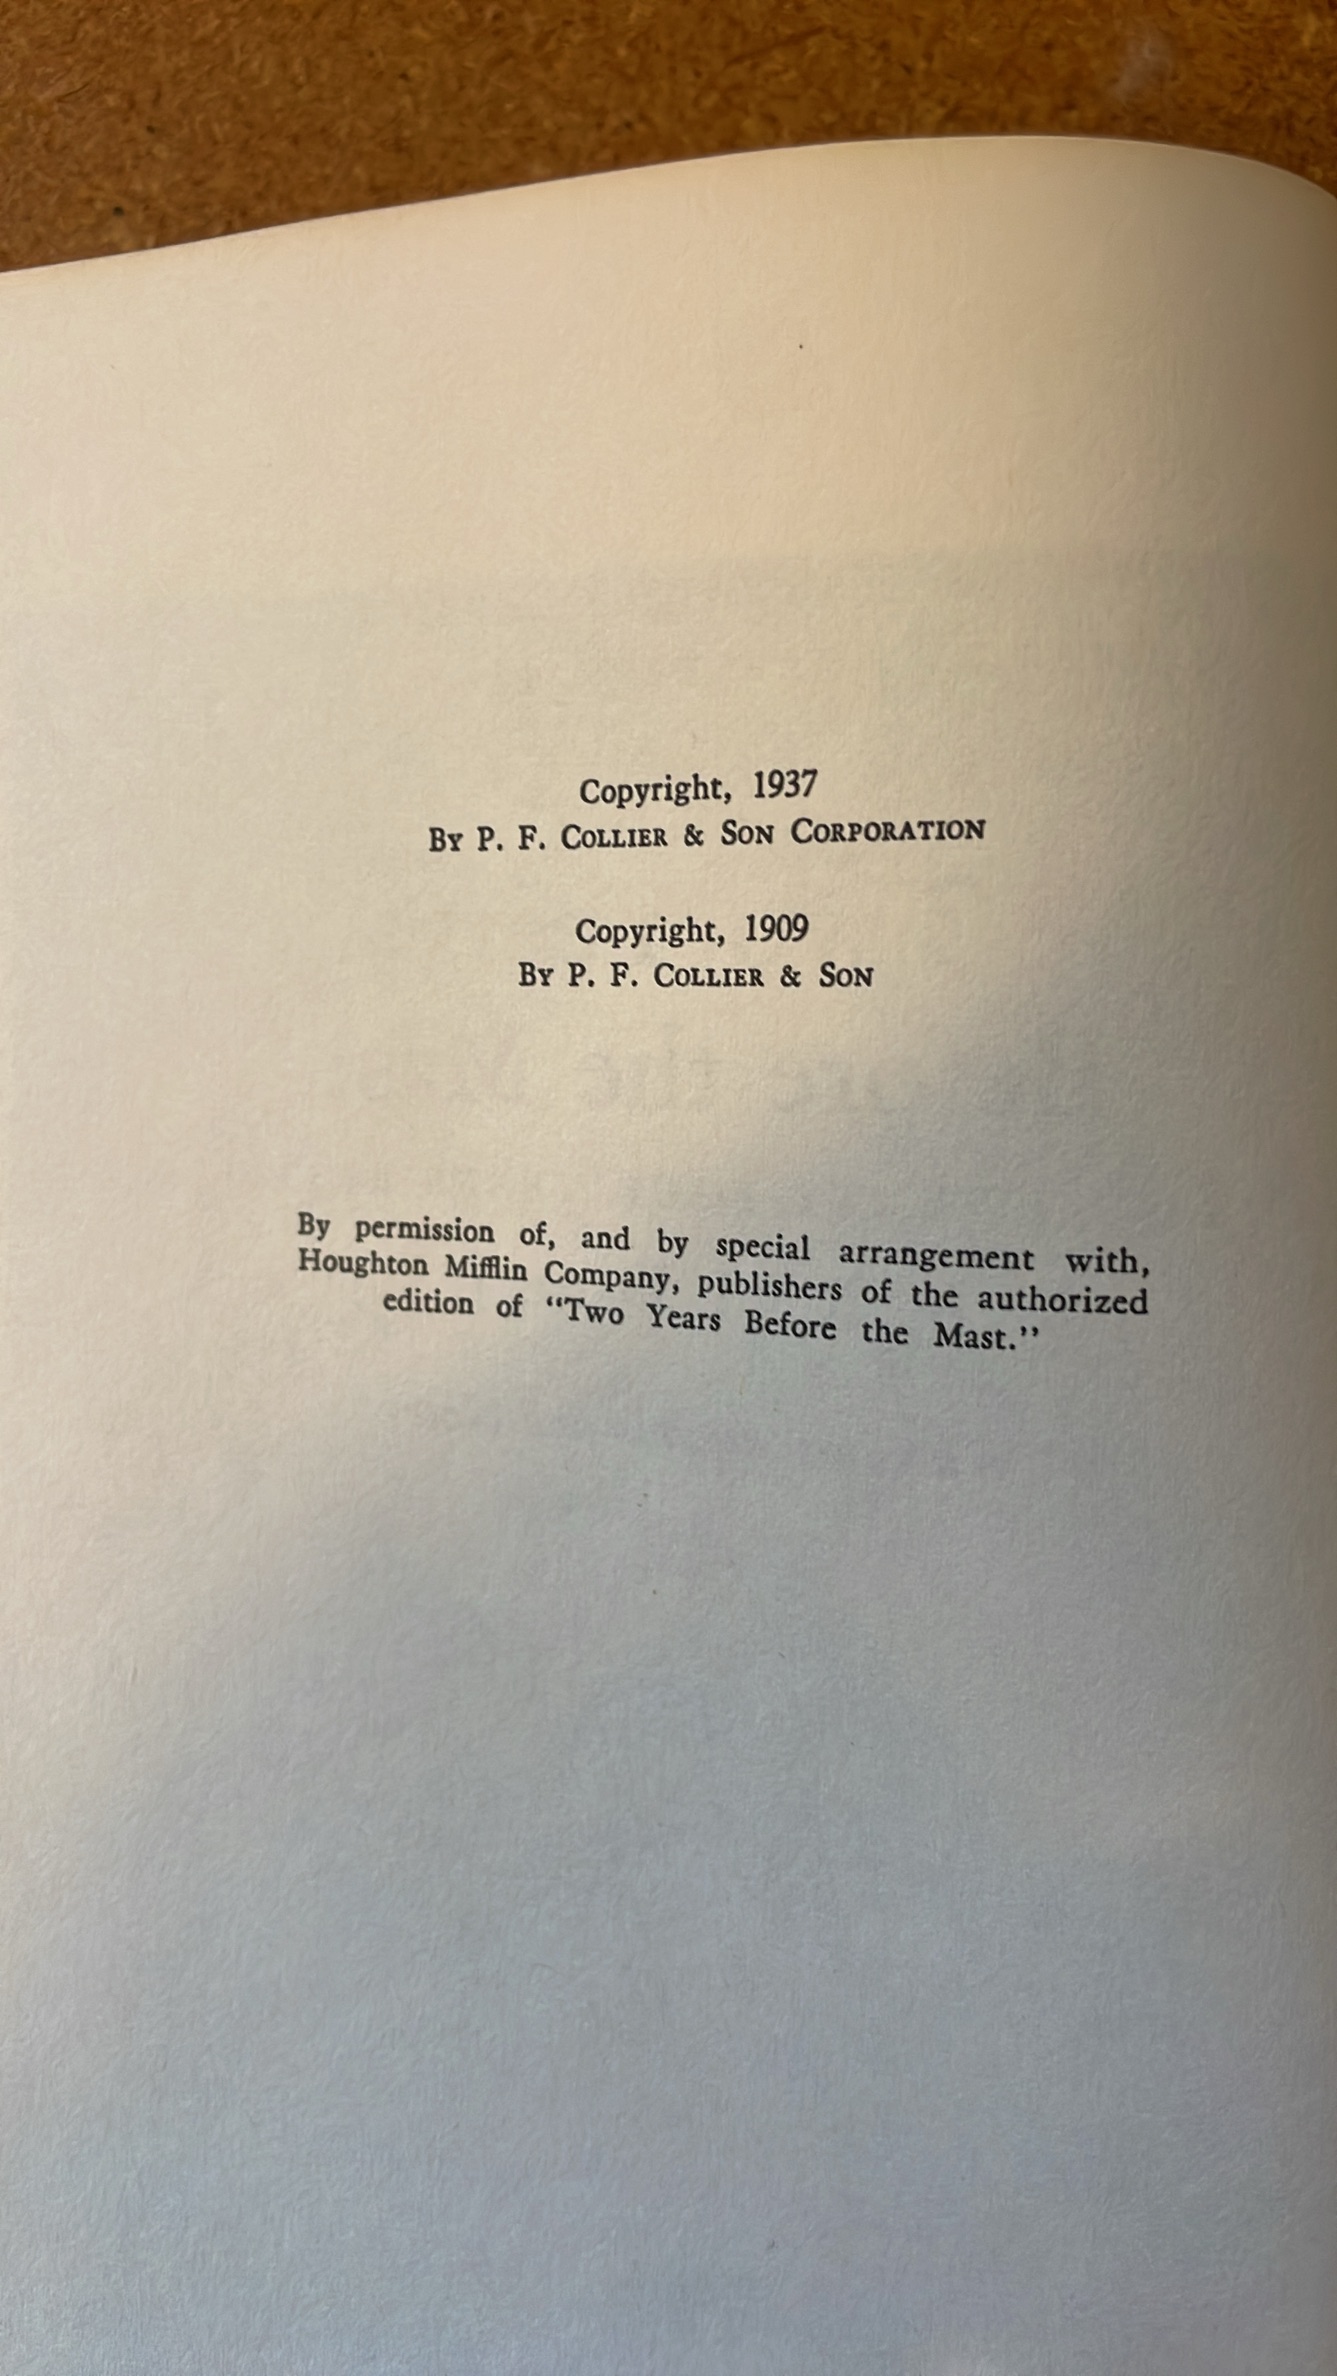 Copyright, 1937
By P. F. Collier & Son Corporation
Copyright, 1909
By P. F. Collier & Son
By permission of, and by special arrangement with,
Houghton Mifflin Company, publishers of the authorized
edition of “Two Years Before the Mast.”